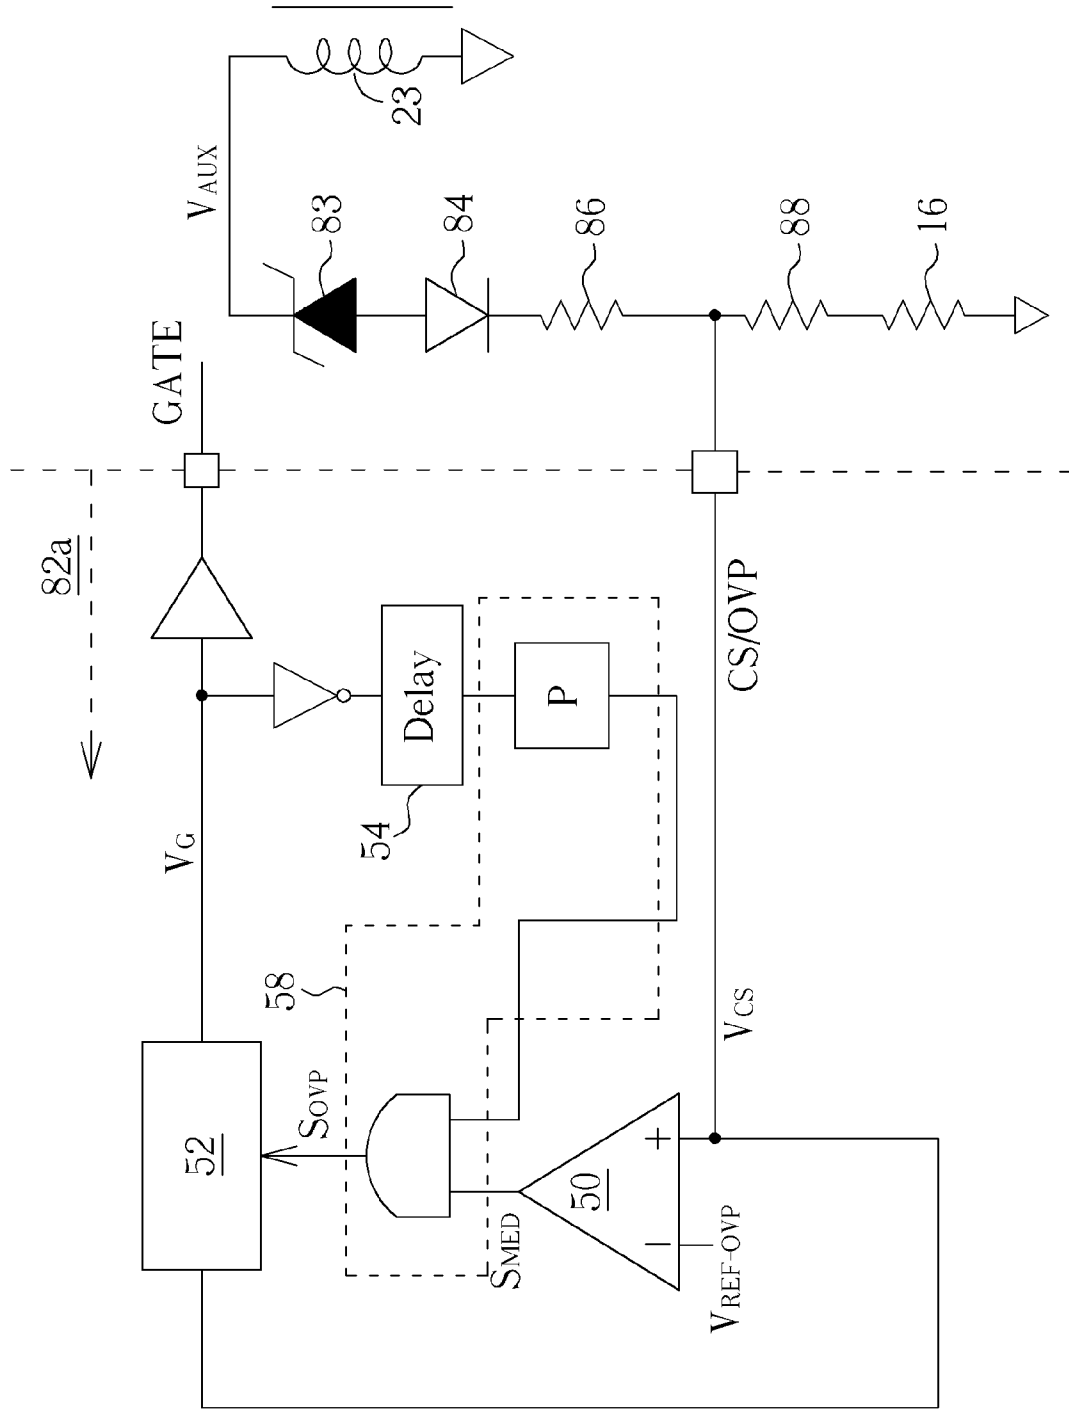 23
VAUX
83
84
86
88
16
GATE
82a
CS/OVP
Delay
P
54
VG
58
VCS
52
SOVP
50
+
−
SMED
VREF-OVP